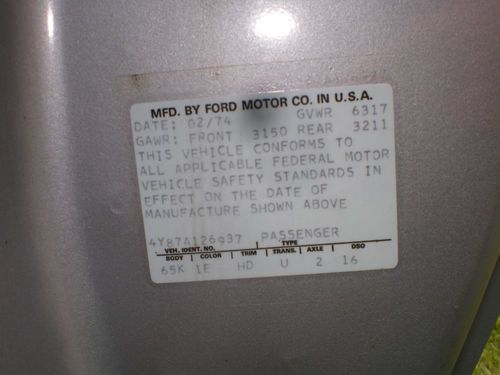 MFD. BY FORD MOTOR CO. IN U.S.A.
DATE: 02/74 GVWR 6317
GAWR: FRONT 3150 REAR 3211
THIS VEHICLE CONFORMS TO
ALL APPLICABLE FEDERAL MOTOR
VEHICLE SAFETY STANDARDS IN
EFFECT ON THE DATE OF
MANUFACTURE SHOWN ABOVE
4Y87A126937 PASSENGER
VEH. IDENT. NO. TYPE
BODY COLOR TRIM TRANS. AXLE DSO
65K 1E HD U 2 16